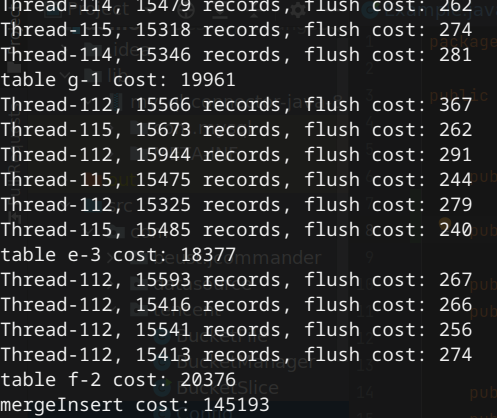 Thread-114, 15479 records, flush cost: 262
Thread-115, 15318 records, flush cost: 274
Thread-114, 15346 records, flush cost: 281
table g-1 cost: 19961
Thread-112, 15566 records, flush cost: 367
Thread-115, 15673 records, flush cost: 262
Thread-112, 15944 records, flush cost: 291
Thread-115, 15475 records, flush cost: 244
Thread-112, 15325 records, flush cost: 279
Thread-115, 15485 records, flush cost: 240
table e-3 cost: 18377
Thread-112, 15593 records, flush cost: 267
Thread-112, 15416 records, flush cost: 266
Thread-112, 15541 records, flush cost: 256
Thread-112, 15413 records, flush cost: 274
table f-2 cost: 20376
mergeInsert cost: 145193